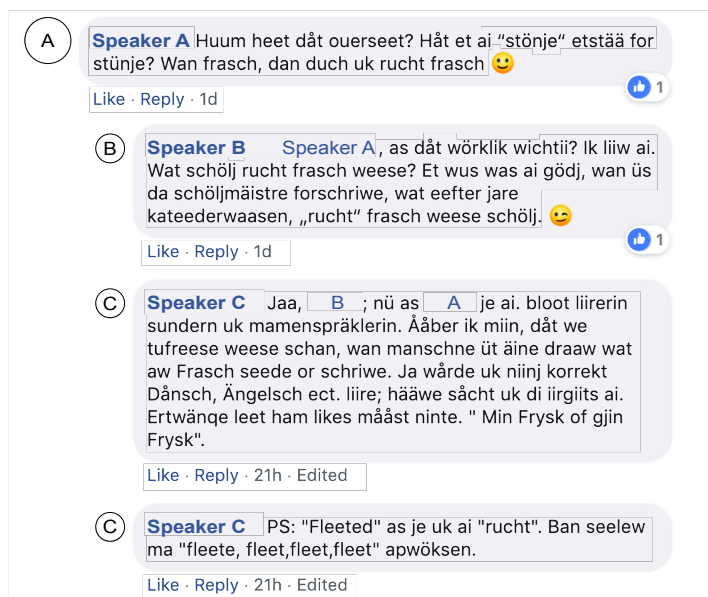 A
Speaker A Huum heet dåt ouerseet? Håt et ai “stönje“ etstää for
stünje? Wan frasch, dan duch uk rucht frasch 🙂
1
Like · Reply · 1d
B
Speaker B Speaker A, as dåt wörklik wichtii? Ik liiw ai.
Wat schölj rucht frasch weese? Et wus was ai gödj, wan üs
da schöljmäistre forschriwe, wat eefter jare
kateederwaasen, „rucht“ frasch weese schölj. 😉
1
Like · Reply · 1d
C
Speaker C Jaa, B ; nü as A je ai. bloot liirerin
sundern uk mamenspräklerin. Ååber ik miin, dåt we
tufreese weese schan, wan manschne üt äine draaw wat
aw Frasch seede or schriwe. Ja wårde uk niinj korrekt
Dånsch, Ängelsch ect. liire; hääwe såcht uk di iirgiits ai.
Ertwänqe leet ham likes mååst ninte. " Min Frysk of gjin
Frysk".
Like · Reply · 21h · Edited
C
Speaker C PS: "Fleeted" as je uk ai "rucht". Ban seelew
ma "fleete, fleet,fleet,fleet" apwöksen.
Like · Reply · 21h · Edited